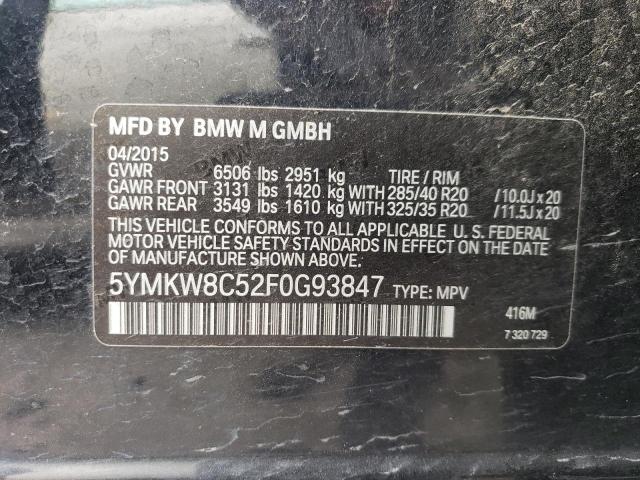 MFD BY BMW M GMBH
04/2015
GVWR 6506 lbs 2951 kg TIRE / RIM
GAWR FRONT 3131 lbs 1420 kg WITH 285/40 R20 /10.0J x 20
GAWR REAR 3549 lbs 1610 kg WITH 325/35 R20 /11.5J x 20
THIS VEHICLE CONFORMS TO ALL APPLICABLE U. S. FEDERAL
MOTOR VEHICLE SAFETY STANDARDS IN EFFECT ON THE DATE
OF MANUFACTURE SHOWN ABOVE.
5YMKW8C52F0G93847 TYPE: MPV
416M
7 320 729